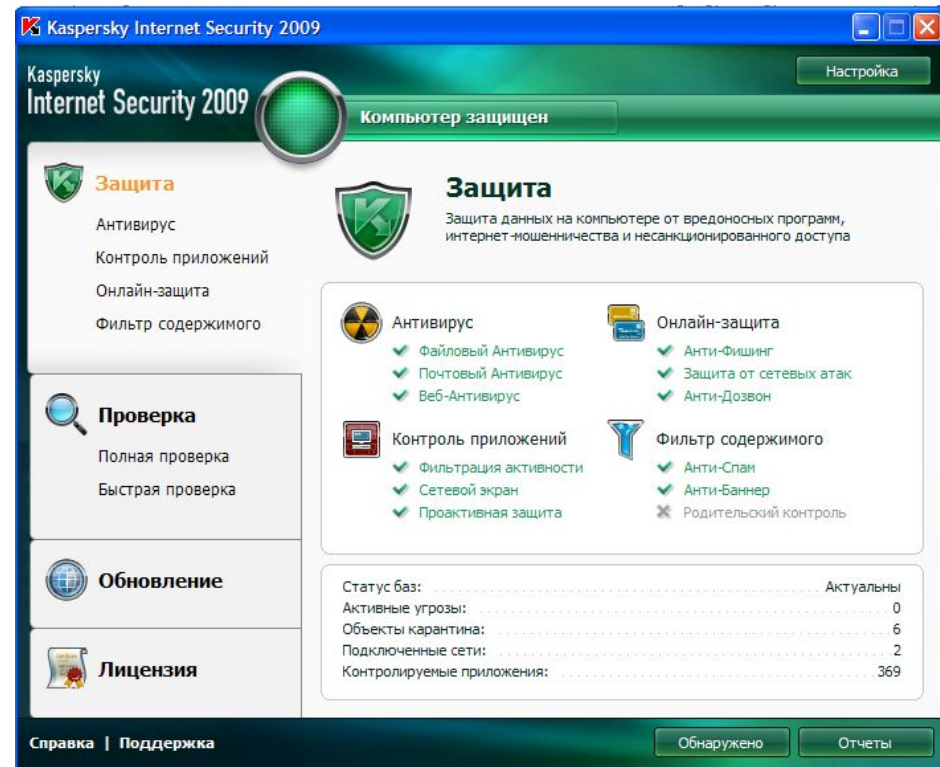 Kaspersky Internet Security 2009
Kaspersky
Internet Security 2009
Настройка
Компьютер защищен
Защита
Антивирус
Контроль приложений
Онлайн-защита
Фильтр содержимого
Проверка
Полная проверка
Быстрая проверка
Обновление
Лицензия
Защита
Защита данных на компьютере от вредоносных программ,
интернет-мошенничества и несанкционированного доступа
Антивирус
Файловый Антивирус
Почтовый Антивирус
Веб-Антивирус
Онлайн-защита
Анти-Фишинг
Защита от сетевых атак
Анти-Дозвон
Контроль приложений
Фильтрация активности
Сетевой экран
Проактивная защита
Фильтр содержимого
Анти-Спам
Анти-Баннер
Родительский контроль
Статус баз: Актуальны
Активные угрозы: 0
Объекты карантина: 6
Подключенные сети: 2
Контролируемые приложения: 369
Справка | Поддержка
Обнаружено
Отчеты